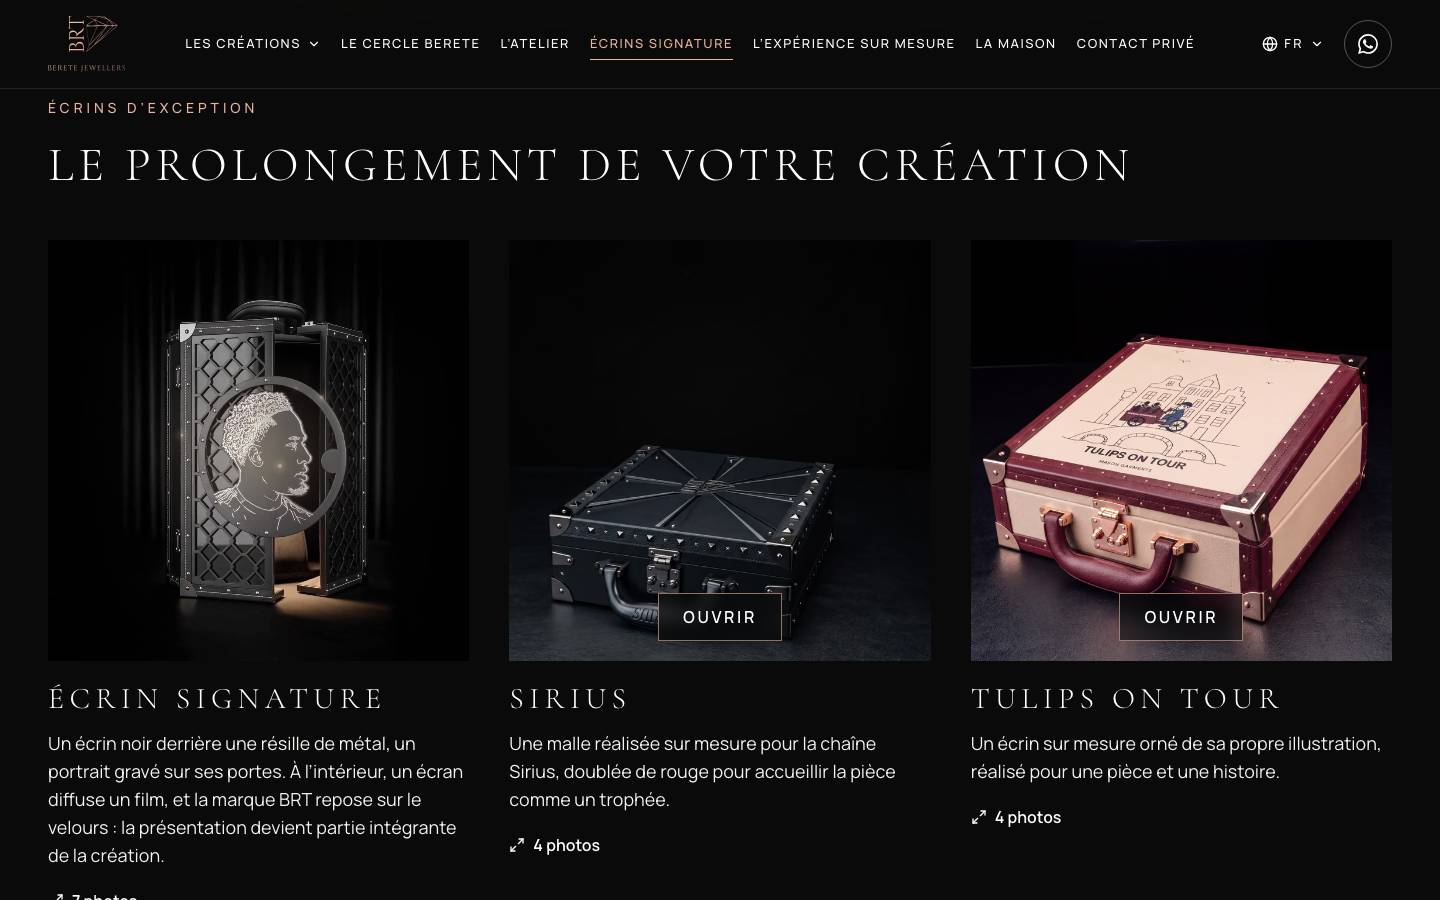 BRT
BERETE JEWELLERS
LES CRÉATIONS
LE CERCLE BERETE
L'ATELIER
ÉCRINS SIGNATURE
L'EXPÉRIENCE SUR MESURE
LA MAISON
CONTACT PRIVÉ
FR
ÉCRINS D'EXCEPTION
LE PROLONGEMENT DE VOTRE CRÉATION
TULIPS ON TOUR
MAISON GARMENTS
OUVRIR
OUVRIR
ÉCRIN SIGNATURE
Un écrin noir derrière une résille de métal, un
portrait gravé sur ses portes. À l'intérieur, un écran
diffuse un film, et la marque BRT repose sur le
velours : la présentation devient partie intégrante
de la création.
7 photos
SIRIUS
Une malle réalisée sur mesure pour la chaîne
Sirius, doublée de rouge pour accueillir la pièce
comme un trophée.
4 photos
TULIPS ON TOUR
Un écrin sur mesure orné de sa propre illustration,
réalisé pour une pièce et une histoire.
4 photos